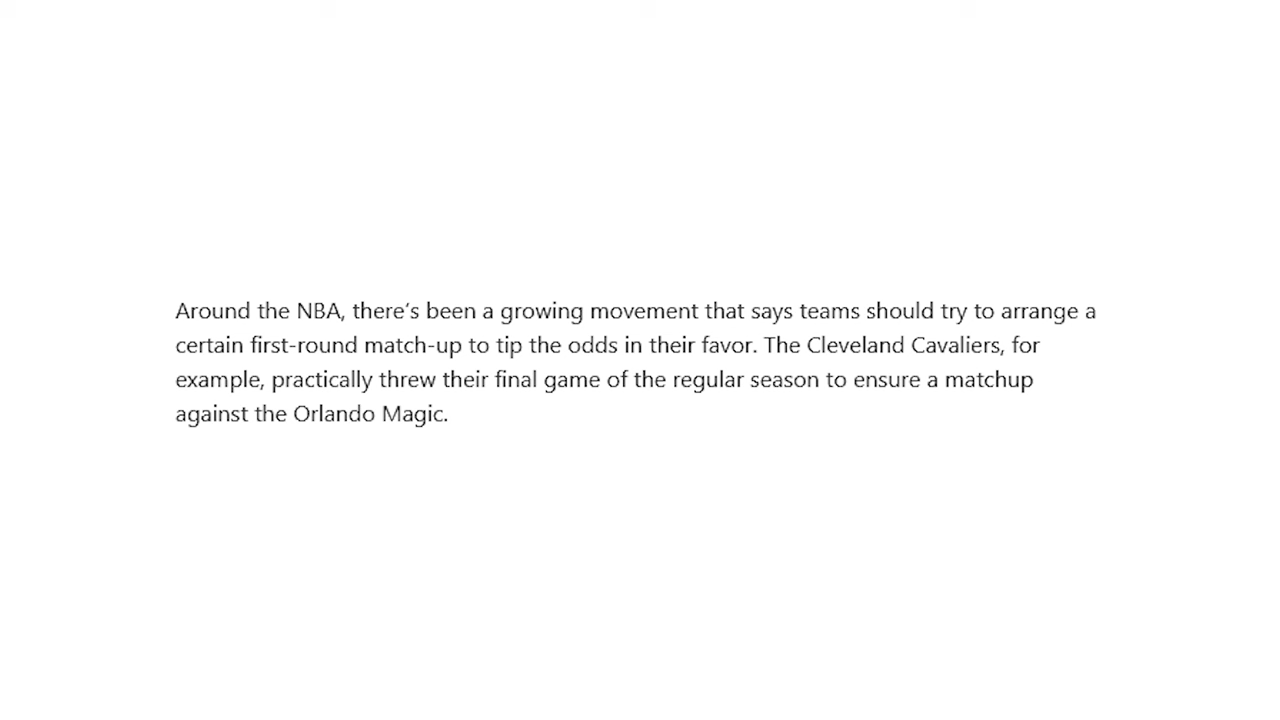 Around the NBA, there’s been a growing movement that says teams should try to arrange a
certain first-round match-up to tip the odds in their favor. The Cleveland Cavaliers, for
example, practically threw their final game of the regular season to ensure a matchup
against the Orlando Magic.